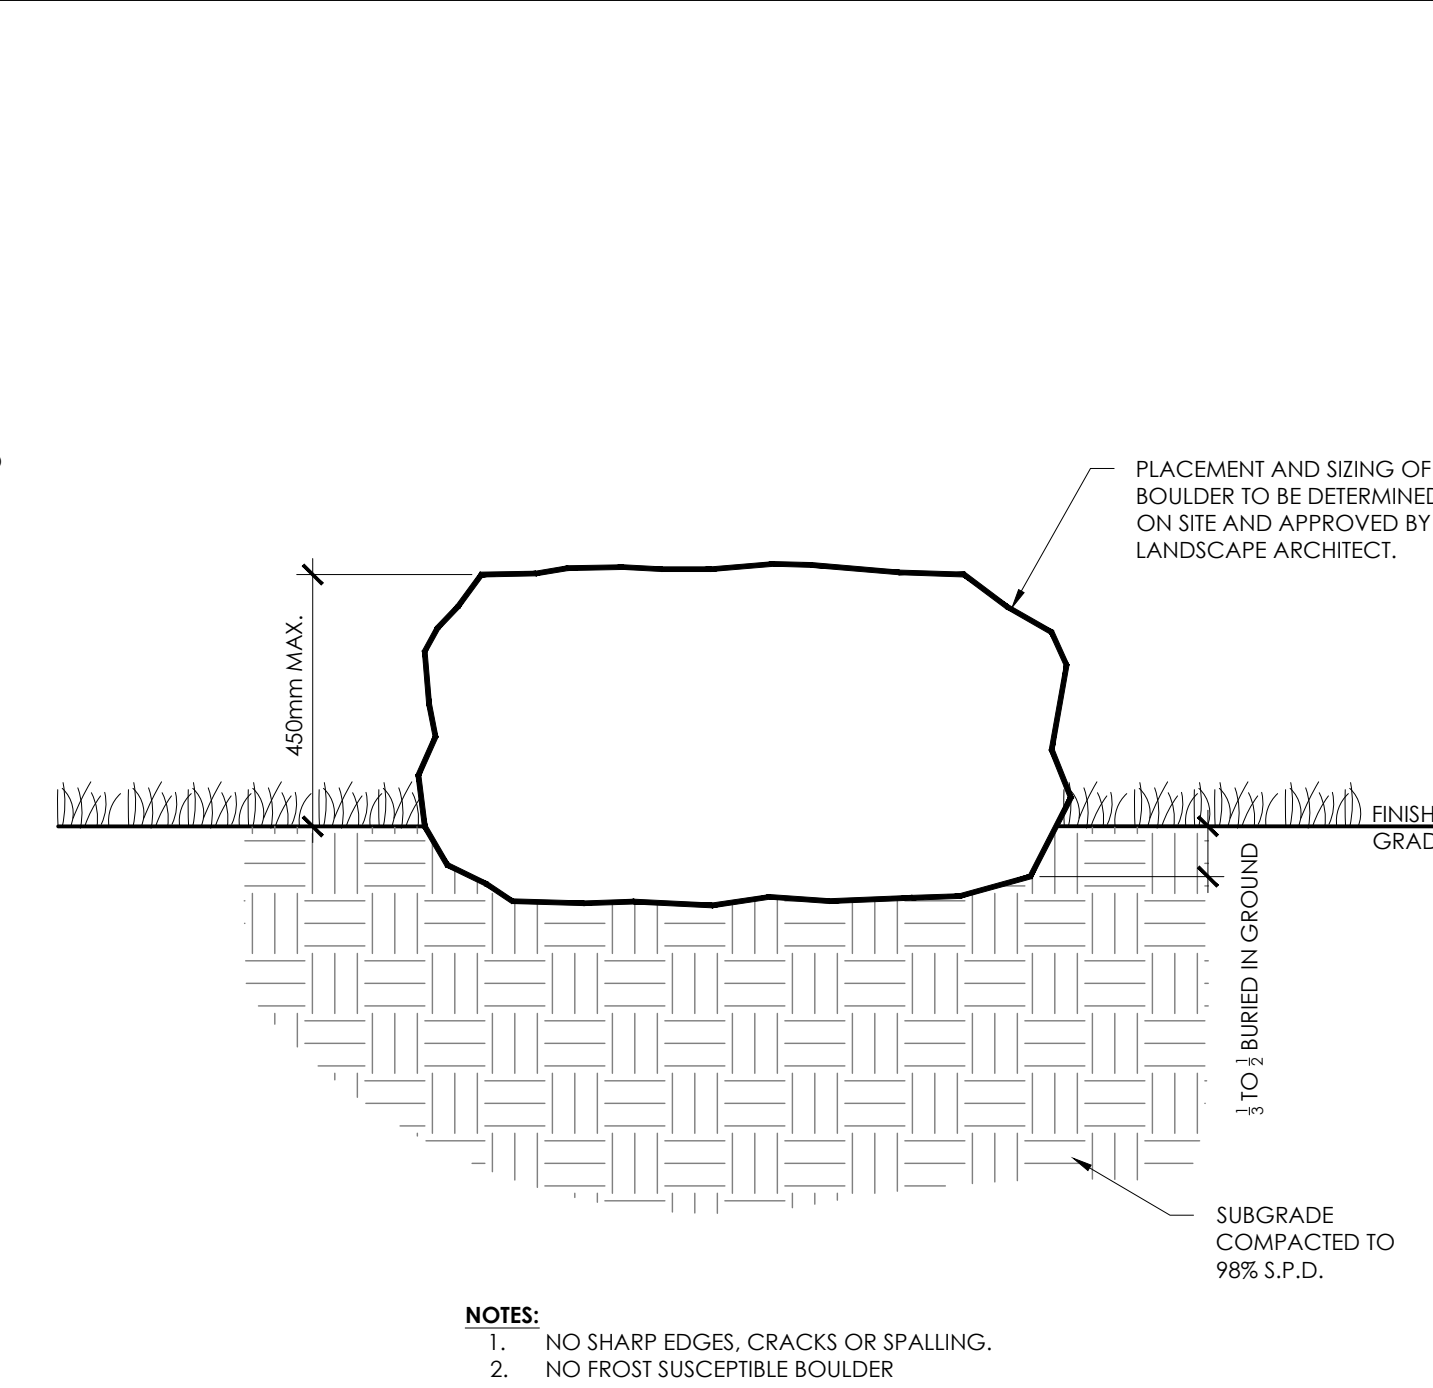 PLACEMENT AND SIZING OF
BOULDER TO BE DETERMINED
ON SITE AND APPROVED BY
LANDSCAPE ARCHITECT.
450mm MAX.
FINISH
GRAD
1/3 TO 1/2 BURIED IN GROUND
SUBGRADE
COMPACTED TO
98% S.P.D.
NOTES:
1. NO SHARP EDGES, CRACKS OR SPALLING.
2. NO FROST SUSCEPTIBLE BOULDER